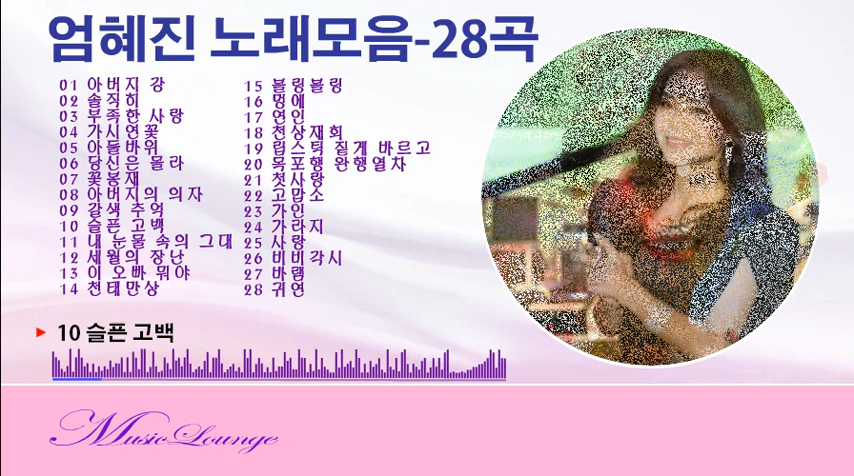 엄혜진 노래모음-28곡
01 아버지 강
02 솔직히
03 부족한 사랑
04 가시연꽃
05 아들바위
06 당신은 몰라
07 꽃봉재
08 아버지의 의자
09 갈색 추억
10 슬픈 고백
11 내 눈물 속의 그대
12 세월의 장난
13 이 오빠 뭐야
14 천태만상
15 블링블링
16 멍에
17 연인
18 천상재회
19 립스틱 짙게 바르고
20 목포행 완행열차
21 첫사랑
22 고맙소
23 가인
24 가라지
25 사랑
26 비비각시
27 바램
28 귀연
10 슬픈 고백
Music Lounge